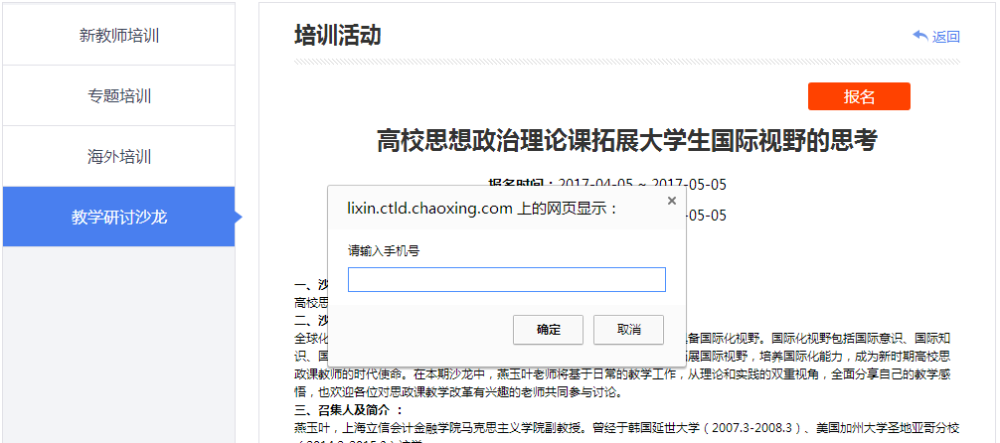 新教师培训
专题培训
海外培训
教学研讨沙龙
培训活动
返回
报名
高校思想政治理论课拓展大学生国际视野的思考
报名时间：2017-04-05 ~ 2017-05-05
-05-05
lixin.ctld.chaoxing.com 上的网页显示：
请输入手机号
确定
取消
一、沙
高校思
二、沙
全球化
备国际化视野。国际化视野包括国际意识、国际知
识、国
展国际视野，培养国际化能力，成为新时期高校思
政课教师的时代使命。在本期沙龙中，燕玉叶老师将基于日常的教学工作，从理论和实践的双重视角，全面分享自己的教学感
悟，也欢迎各位对思政课教学改革有兴趣的老师共同参与讨论。
三、召集人及简介 ：
燕玉叶，上海立信会计金融学院马克思主义学院副教授。曾经于韩国延世大学（2007.3-2008.3）、美国加州大学圣地亚哥分校